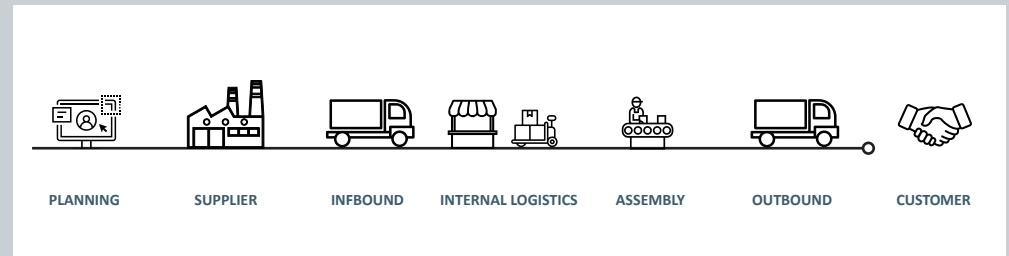 PLANNING SUPPLIER INFBOUND INTERNAL LOGISTICS ASSEMBLY OUTBOUND CUSTOMER